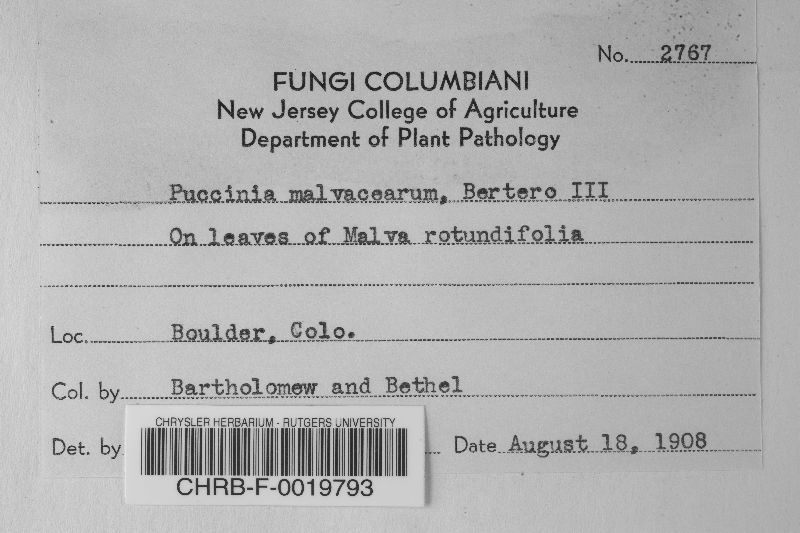 No. 2767
FUNGI COLUMBIANI
New Jersey College of Agriculture
Department of Plant Pathology
Puccinia malvacearum, Bertero III
On leaves of Malva rotundifolia
Loc. Boulder, Colo.
Col. by Bartholomew and Bethel
Det. by Date August 18, 1908
CHRYSLER HERBARIUM - RUTGERS UNIVERSITY
CHRB-F-0019793